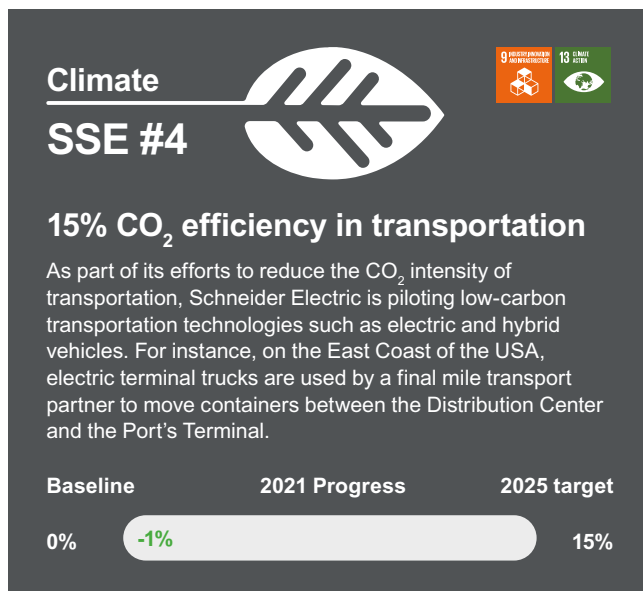 Climate
SSE #4
9 INDUSTRY, INNOVATION
AND INFRASTRUCTURE
13 CLIMATE
ACTION
15% CO₂ efficiency in transportation
As part of its efforts to reduce the CO₂ intensity of
transportation, Schneider Electric is piloting low-carbon
transportation technologies such as electric and hybrid
vehicles. For instance, on the East Coast of the USA,
electric terminal trucks are used by a final mile transport
partner to move containers between the Distribution Center
and the Port’s Terminal.
Baseline 2021 Progress 2025 target
0% -1% 15%